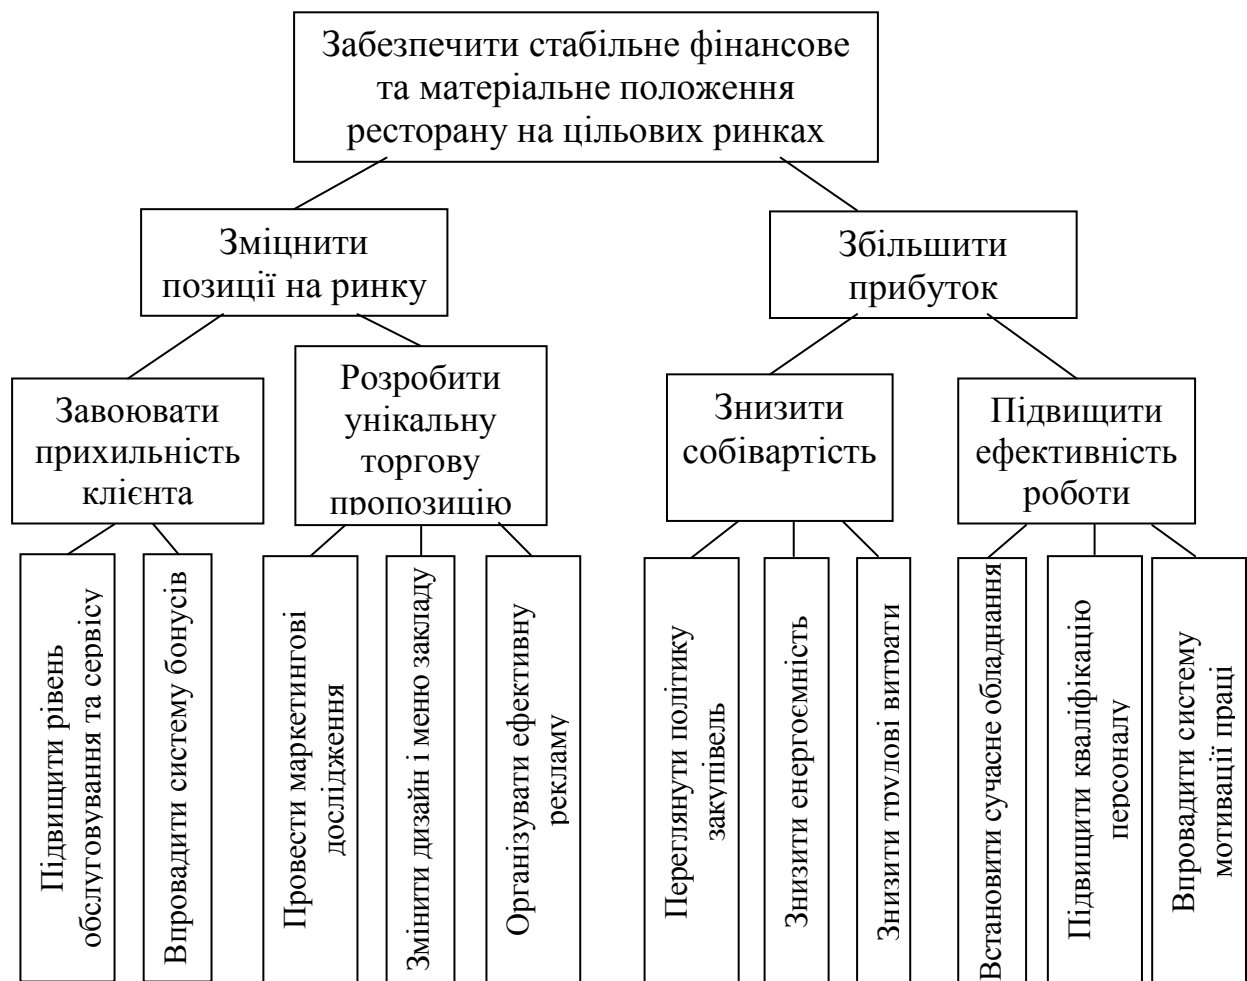 Забезпечити стабільне фінансове
та матеріальне положення
ресторану на цільових ринках
Зміцнити
позиції на ринку
Збільшити
прибуток
Завоювати
прихильність
клієнта
Розробити
унікальну
торгову
пропозицію
Знизити
собівартість
Підвищити
ефективність
роботи
Підвищити рівень
обслуговування та сервісу
Впровадити систему бонусів
Провести маркетингові
дослідження
Змінити дизайн і меню закладу
Організувати ефективну
рекламу
Переглянути політику
закупівель
Знизити енергоємність
Знизити трудові витрати
Встановити сучасне обладнання
Підвищити кваліфікацію
персоналу
Впровадити систему
мотивації праці